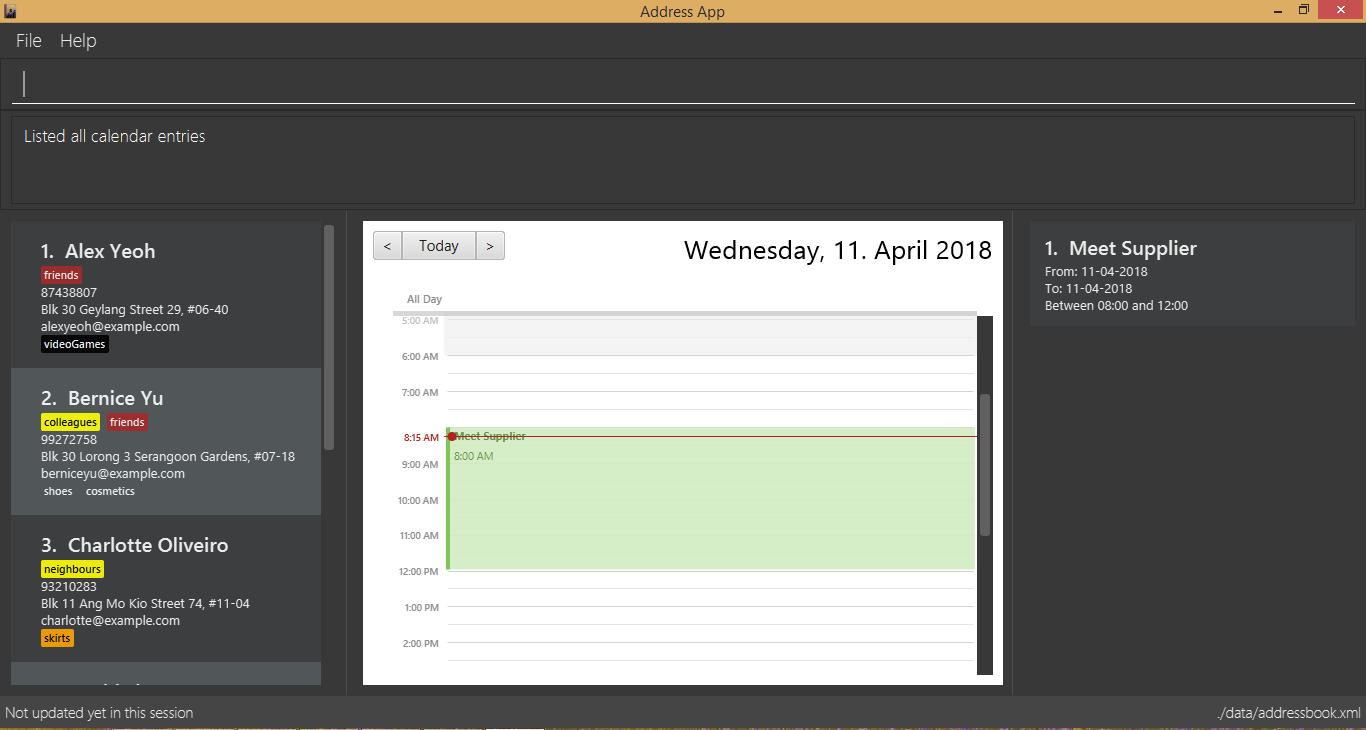 Address App
File Help
Listed all calendar entries
1. Alex Yeoh
friends
87438807
Blk 30 Geylang Street 29, #06-40
alexyeoh@example.com
videoGames
2. Bernice Yu
colleagues friends
99272758
Blk 30 Lorong 3 Serangoon Gardens, #07-18
berniceyu@example.com
shoes cosmetics
3. Charlotte Oliveiro
neighbours
93210283
Blk 11 Ang Mo Kio Street 74, #11-04
charlotte@example.com
skirts
< Today >
Wednesday, 11. April 2018
All Day
5:00 AM
6:00 AM
7:00 AM
8:15 AM
Meet Supplier
8:00 AM
9:00 AM
10:00 AM
11:00 AM
12:00 PM
1:00 PM
2:00 PM
1. Meet Supplier
From: 11-04-2018
To: 11-04-2018
Between 08:00 and 12:00
Not updated yet in this session
./data/addressbook.xml